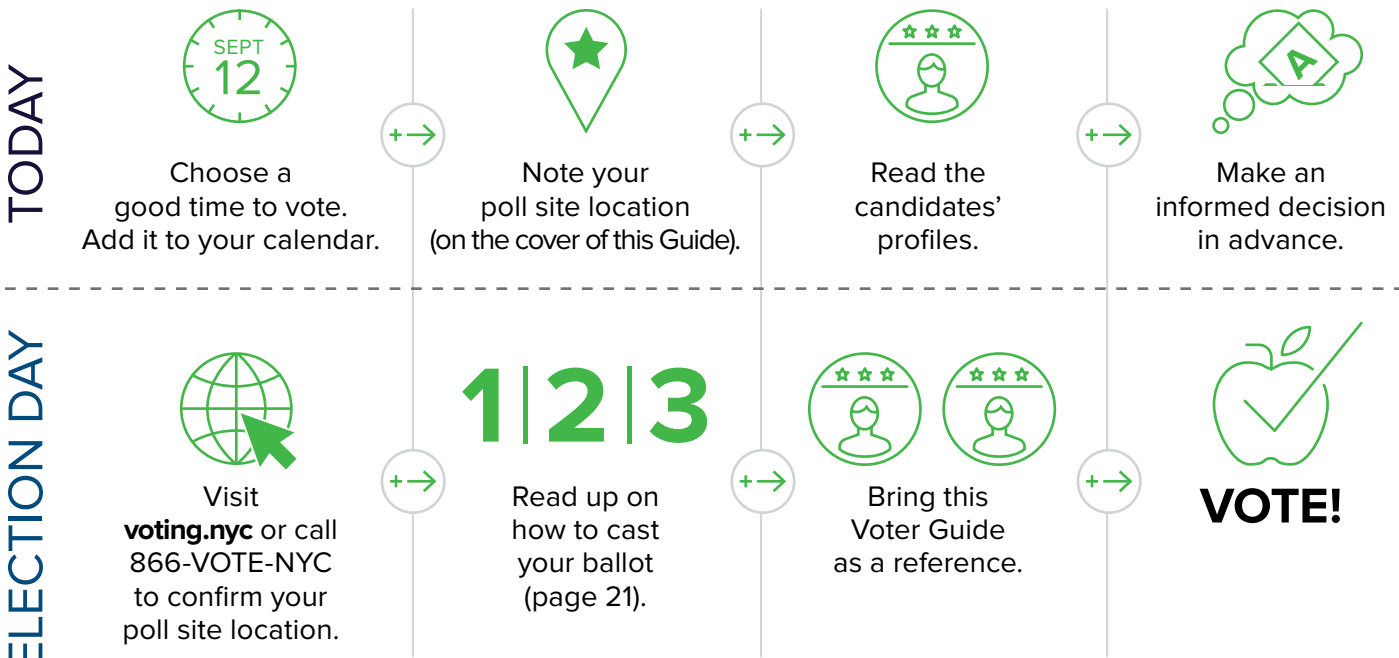 TODAY
SEPT
12
Choose a
good time to vote.
Add it to your calendar.
Note your
poll site location
(on the cover of this Guide).
Read the
candidates’
profiles.
A
Make an
informed decision
in advance.
ELECTION DAY
Visit
voting.nyc or call
866-VOTE-NYC
to confirm your
poll site location.
1|2|3
Read up on
how to cast
your ballot
(page 21).
Bring this
Voter Guide
as a reference.
VOTE!